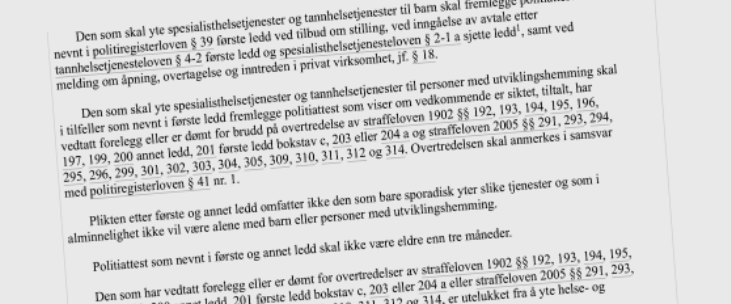 Den som skal yte spesialisthelsetjenester og tannhelsetjenester til barn skal fremlegge
nevnt i politiregisterloven § 39 første ledd ved tilbud om stilling, ved inngåelse av avtale etter
tannhelsetjenesteloven § 4-2 første ledd og spesialisthelsetjenesteloven § 2-1 a sjette ledd¹, samt ved
melding om åpning, overtagelse og inntreden i privat virksomhet, jf. § 18.
Den som skal yte spesialisthelsetjenester og tannhelsetjenester til personer med utviklingshemming skal
i tilfeller som nevnt i første ledd fremlegge politiattest som viser om vedkommende er siktet, tiltalt, har
vedtatt forelegg eller er dømt for brudd på overtredelse av straffeloven 1902 §§ 192, 193, 194, 195, 196,
197, 199, 200 annet ledd, 201 første ledd bokstav c, 203 eller 204 a og straffeloven 2005 §§ 291, 293, 294,
295, 296, 299, 301, 302, 303, 304, 305, 309, 310, 311, 312 og 314. Overtredelsen skal anmerkes i samsvar
med politiregisterloven § 41 nr. 1.
Plikten etter første og annet ledd omfatter ikke den som bare sporadisk yter slike tjenester og som i
alminnelighet ikke vil være alene med barn eller personer med utviklingshemming.
Politiattest som nevnt i første og annet ledd skal ikke være eldre enn tre måneder.
Den som har vedtatt forelegg eller er dømt for overtredelser av straffeloven 1902 §§ 192, 193, 194, 195,
ledd, 201 første ledd bokstav c, 203 eller 204 a eller straffeloven 2005 §§ 291, 293,
312 og 314, er utelukket fra å yte helse- og